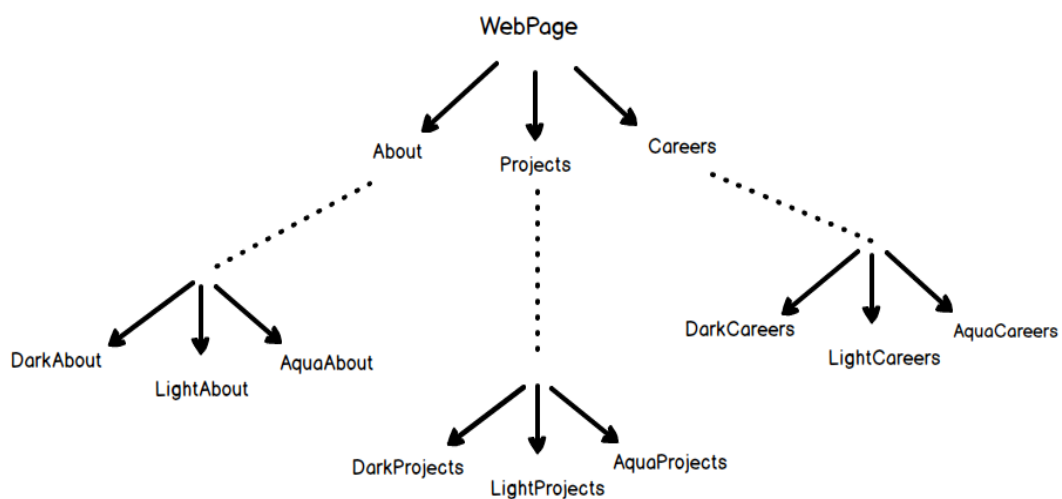 WebPage
About
Projects
Careers
DarkAbout
LightAbout
AquaAbout
DarkProjects
LightProjects
AquaProjects
DarkCareers
LightCareers
AquaCareers